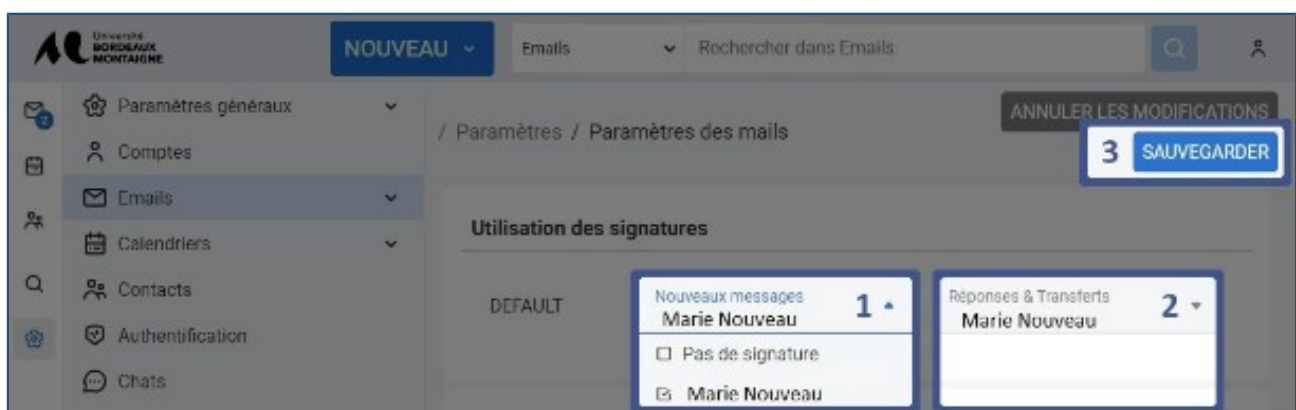 Université
BORDEAUX
MONTAIGNE
NOUVEAU
Emails
Rechercher dans Emails
2
Paramètres généraux
Comptes
Emails
Calendriers
Contacts
Authentification
Chats
/ Paramètres / Paramètres des mails
ANNULER LES MODIFICATIONS
3 SAUVEGARDER
Utilisation des signatures
DEFAULT
Nouveaux messages
Marie Nouveau
1
Pas de signature
Marie Nouveau
Réponses & Transferts
Marie Nouveau
2